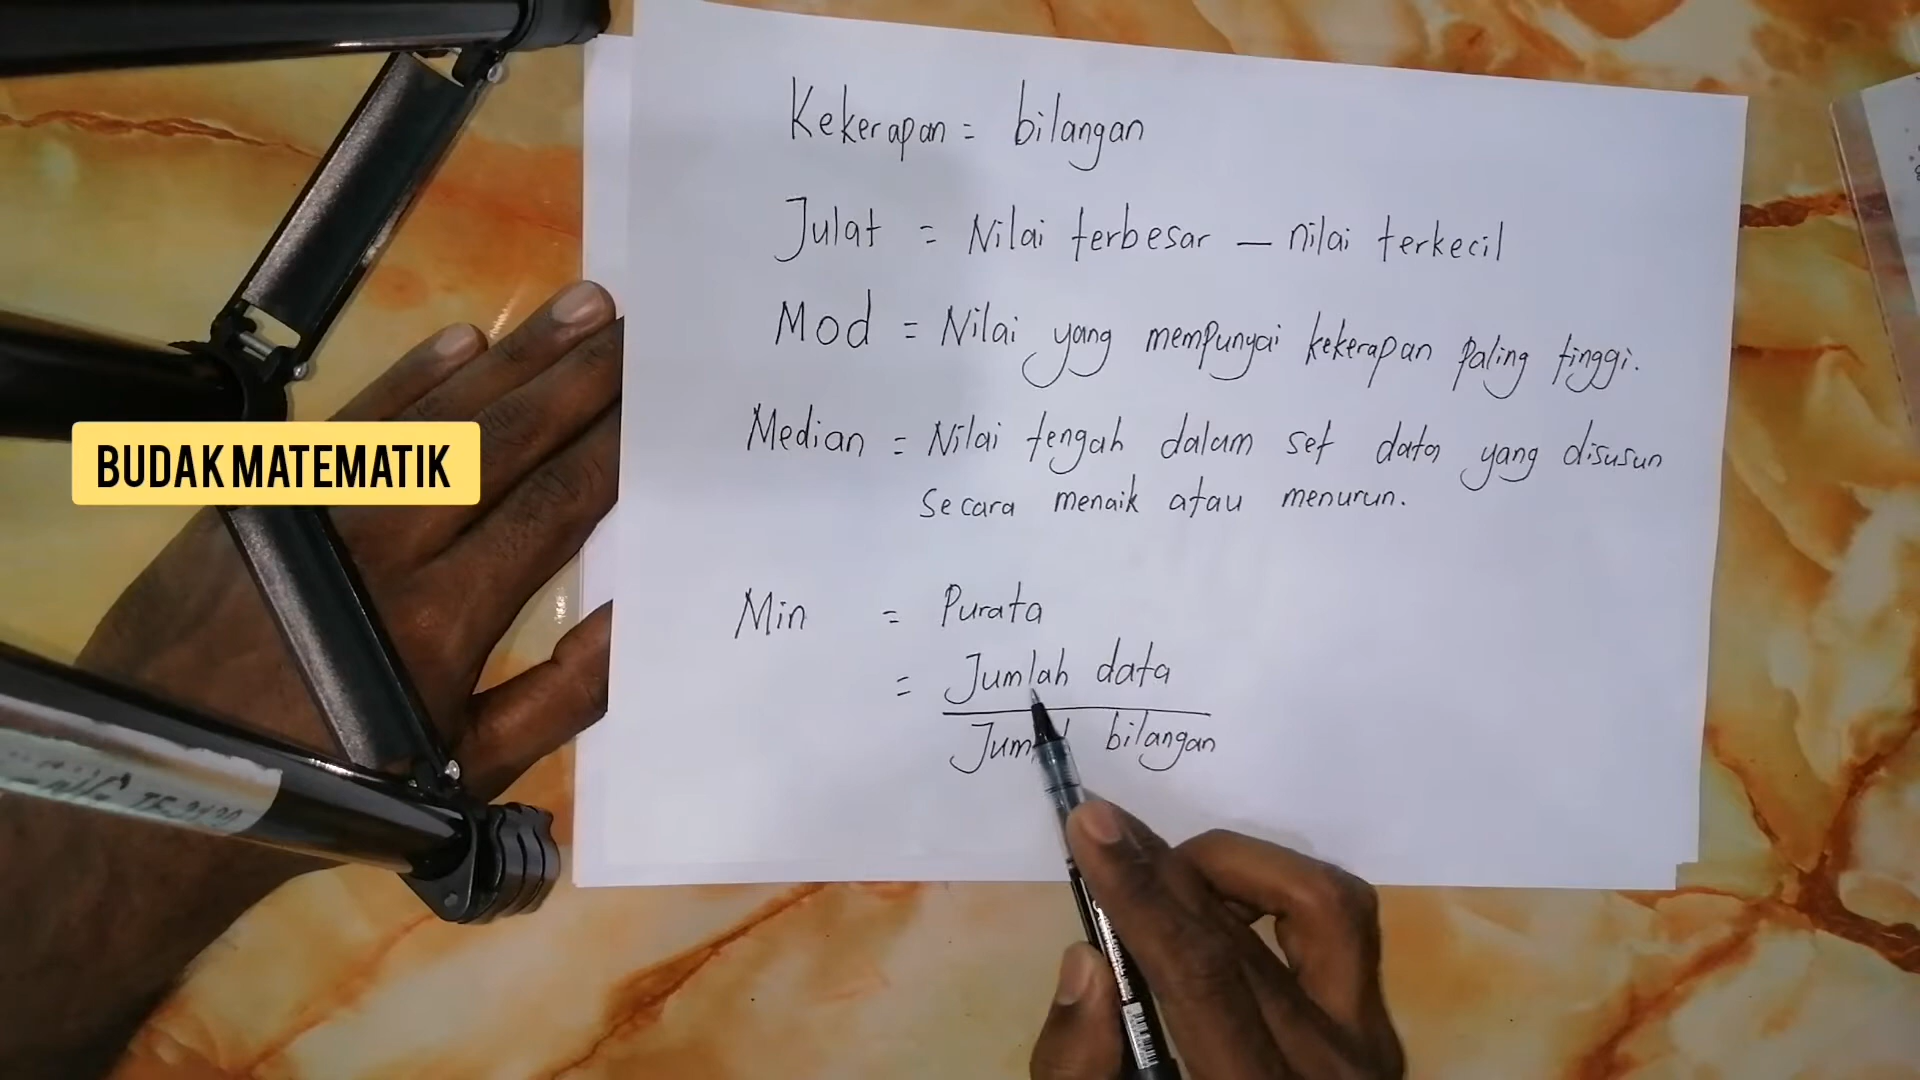 Kekerapan = bilangan
Julat = Nilai terbesar — nilai terkecil
Mod = Nilai yang mempunyai kekerapan paling tinggi.
Median = Nilai tengah dalam set data yang disusun
secara menaik atau menurun.
Min = Purata
= Jumlah data
bilangan
BUDAK MATEMATIK